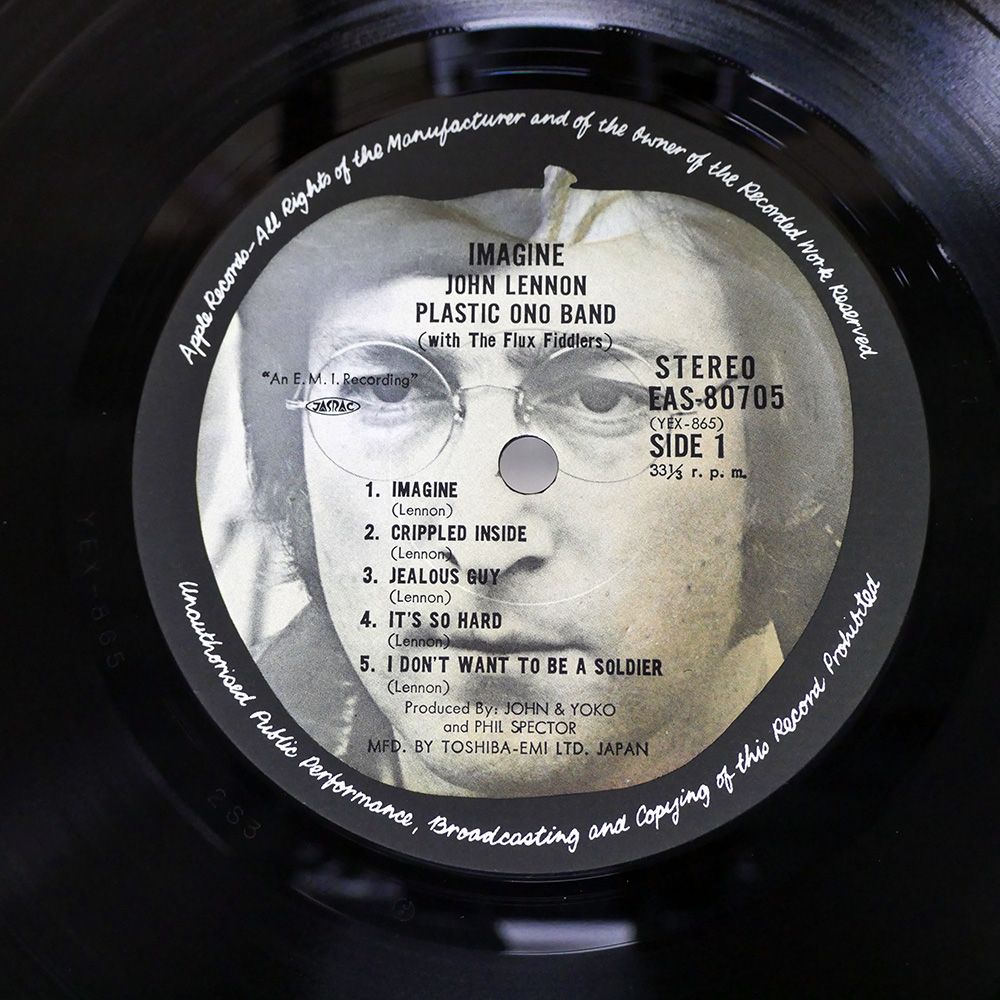 Apple Records-All Rights of the Manufacturer and of the Owner of the Recorded Work Reserved
IMAGINE
JOHN LENNON
PLASTIC ONO BAND
(with The Flux Fiddlers)
"An E.M.I. Recording"
JASRAC
STEREO
EAS-80705
(YEX-865)
SIDE 1
33⅓ r. p. m.
1. IMAGINE
(Lennon)
2. CRIPPLED INSIDE
(Lennon)
3. JEALOUS GUY
(Lennon)
4. IT'S SO HARD
(Lennon)
5. I DON'T WANT TO BE A SOLDIER
(Lennon)
Produced By: JOHN & YOKO
and PHIL SPECTOR
MFD. BY TOSHIBA-EMI LTD. JAPAN
Unauthorised Public Performance, Broadcasting and Copying of this Record Prohibited
YEX-865
2S3